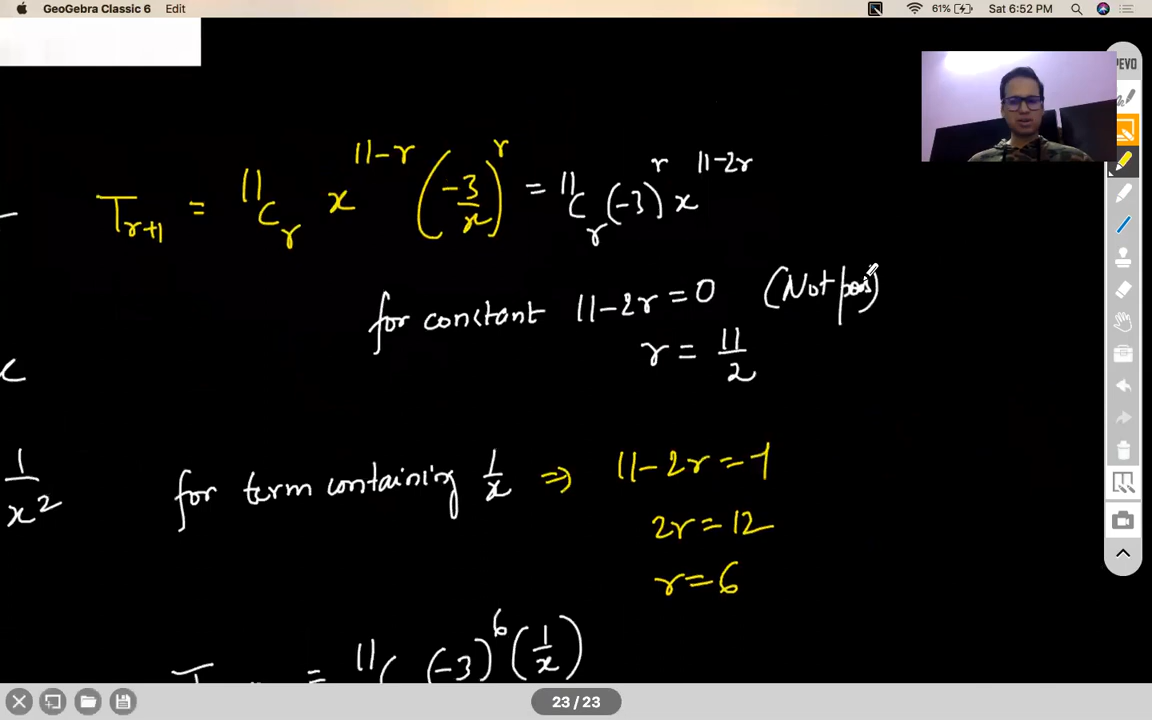 GeoGebra Classic 6 Edit 61% Sat 6:52 PM
T_{r+1} = ^{11}C_r x^{11-r} (-3/x)^r = ^{11}C_r (-3)^r x^{11-2r}
for constant 11-2r = 0 (Not pos)
r = 11/2
c
1/x^2 for term containing 1/x ⇒ 11-2r = -1
2r = 12
r = 6
= ^{11}C (-3)^6 (1/x)
23 / 23